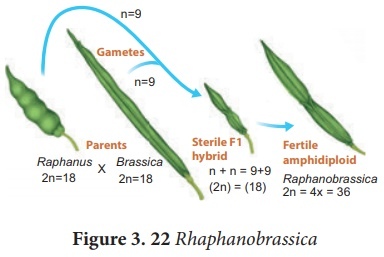 n=9
Gametes
n=9
Parents
Raphanus X Brassica
2n=18 2n=18
Sterile F1
hybrid
n + n = 9+9
(2n) = (18)
Fertile
amphidiploid
Raphanobrassica
2n = 4x = 36
Figure 3. 22 Rhaphanobrassica